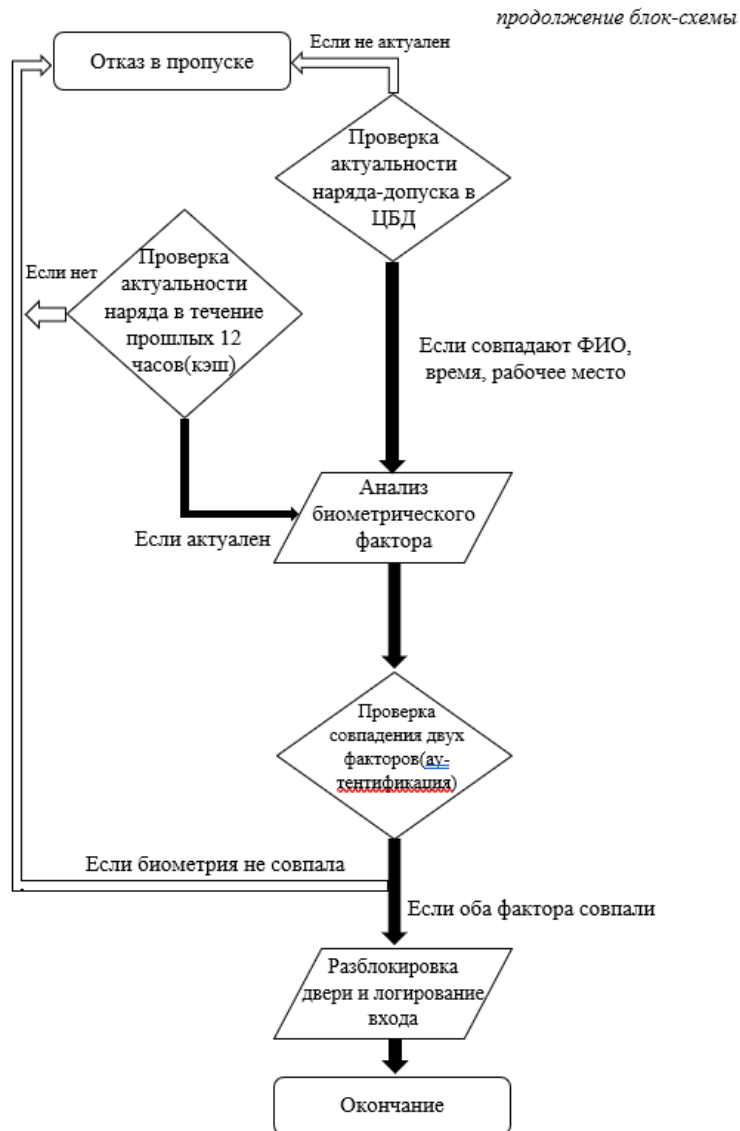 продолжение блок-схемы
Если не актуален
Отказ в пропуске
Проверка
актуальности
наряда-допуска в
ЦБД
Если нет
Проверка
актуальности
наряда в течение
прошлых 12
часов(кэш)
Если совпадают ФИО,
время, рабочее место
Если актуален
Анализ
биометрического
фактора
Проверка
совпадения двух
факторов(ау-
тентификация)
Если биометрия не совпала
Если оба фактора совпали
Разблокировка
двери и логирование
входа
Окончание